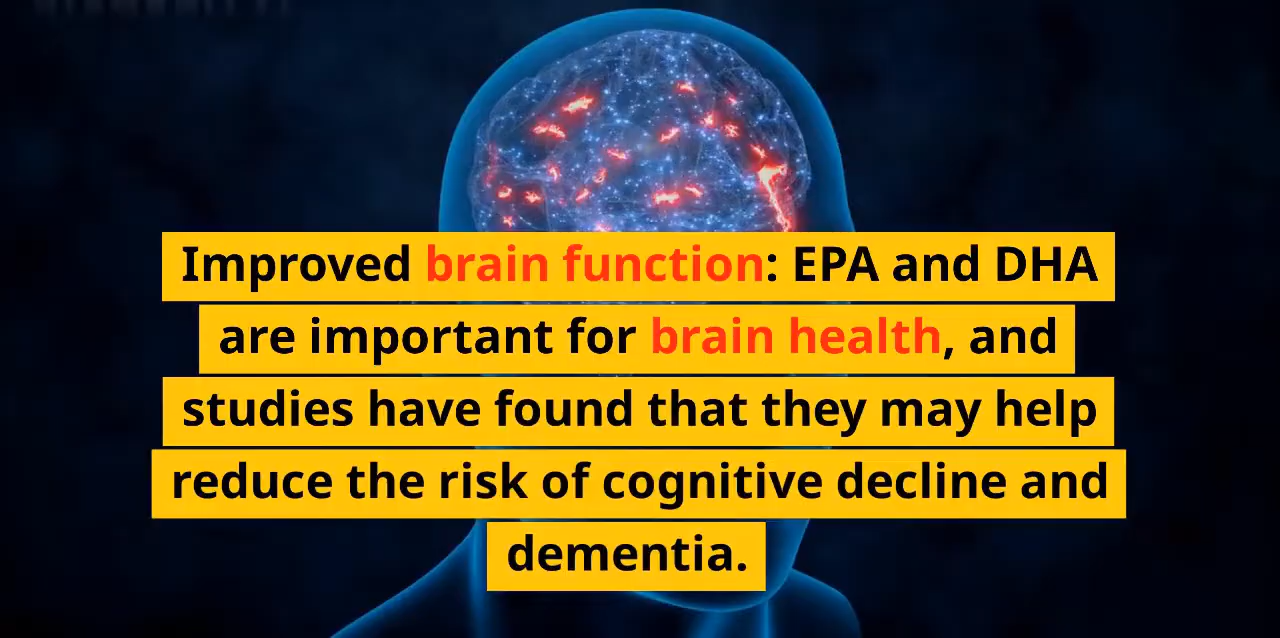 Improved brain function: EPA and DHA
are important for brain health, and
studies have found that they may help
reduce the risk of cognitive decline and
dementia.